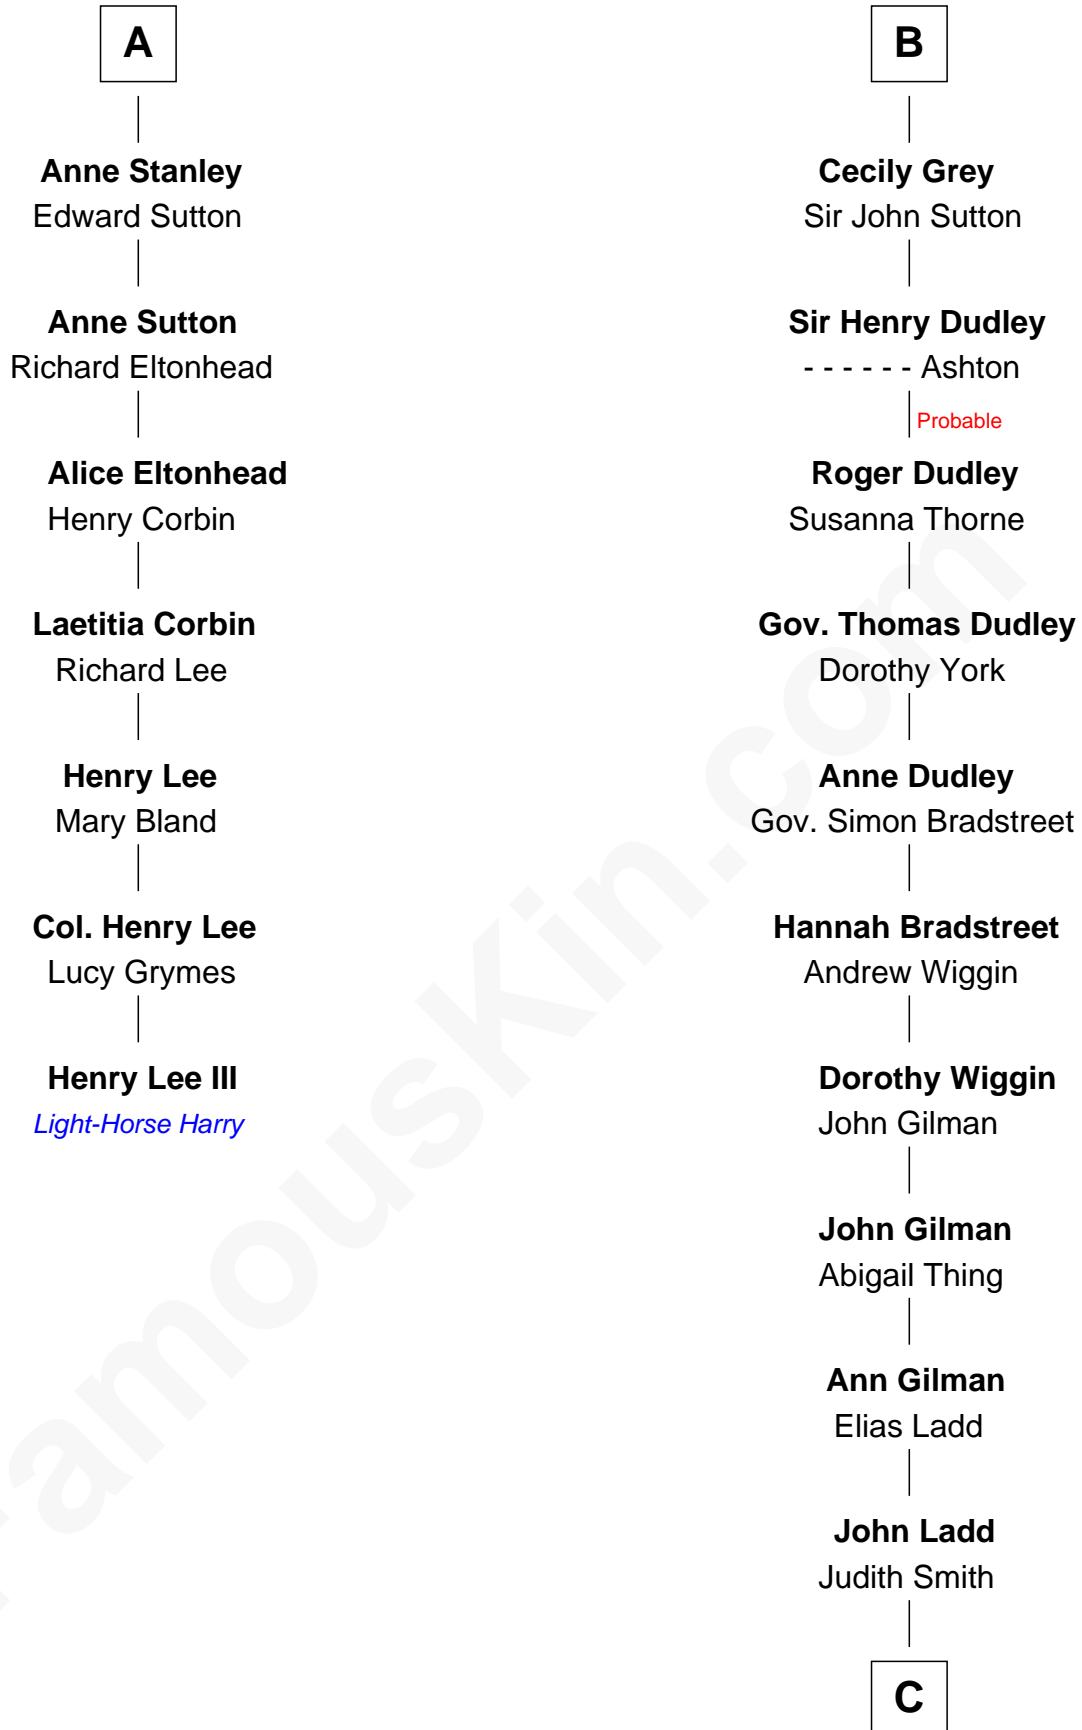 A
Anne Stanley
Edward Sutton
Anne Sutton
Richard Eltonhead
Alice Eltonhead
Henry Corbin
Laetitia Corbin
Richard Lee
Henry Lee
Mary Bland
Col. Henry Lee
Lucy Grymes
Henry Lee III
Light-Horse Harry
B
Cecily Grey
Sir John Sutton
Sir Henry Dudley
- - - - - - Ashton
Probable
Roger Dudley
Susanna Thorne
Gov. Thomas Dudley
Dorothy York
Anne Dudley
Gov. Simon Bradstreet
Hannah Bradstreet
Andrew Wiggin
Dorothy Wiggin
John Gilman
John Gilman
Abigail Thing
Ann Gilman
Elias Ladd
John Ladd
Judith Smith
C
FamousKin.com